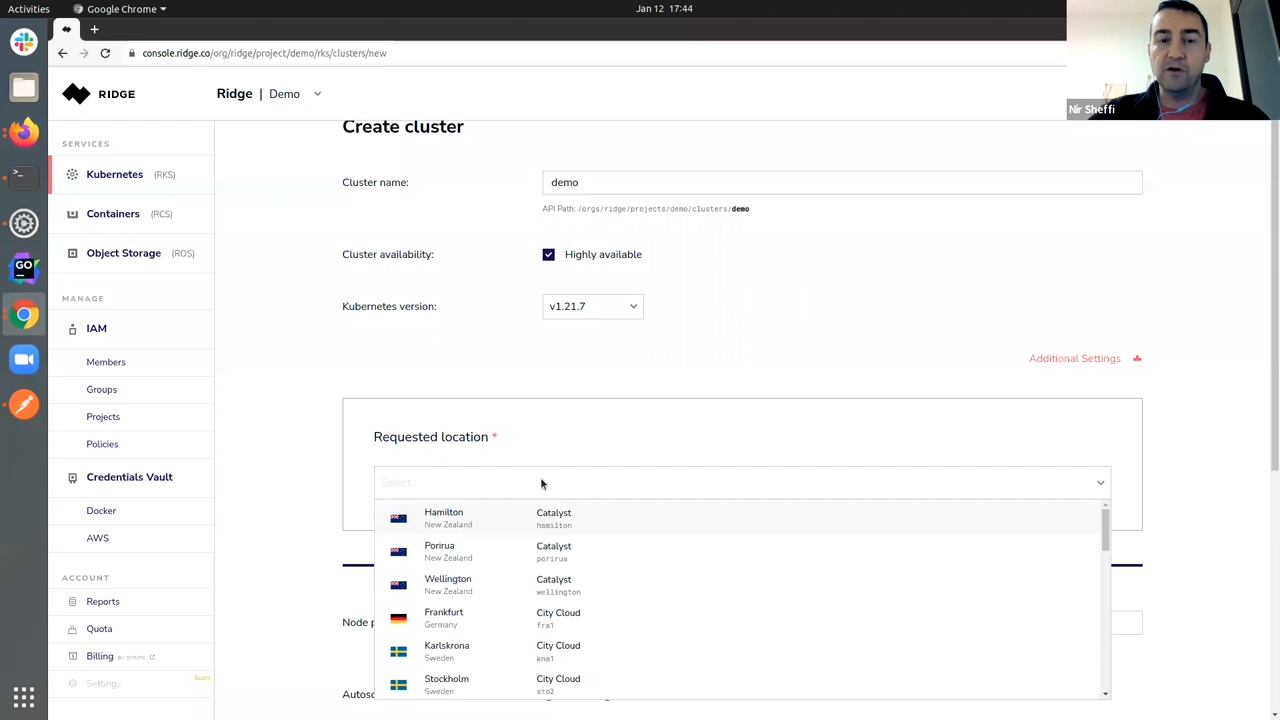 Activities
Google Chrome
Jan 12 17:44
console.ridge.co/org/ridge/project/demo/rks/clusters/new
Nir Sheffi
RIDGE
Ridge | Demo
SERVICES
Kubernetes (RKS)
Containers (RCS)
Object Storage (ROS)
MANAGE
IAM
Members
Groups
Projects
Policies
Credentials Vault
Docker
AWS
ACCOUNT
Reports
Quota
Billing BY STRIPE
Settings Soon
Create cluster
Cluster name:
demo
API Path: /orgs/ridge/projects/demo/clusters/demo
Cluster availability:
Highly available
Kubernetes version:
v1.21.7
Additional Settings
Requested location *
Select...
Hamilton Catalyst
New Zealand hamilton
Porirua Catalyst
New Zealand porirua
Wellington Catalyst
New Zealand wellington
Frankfurt City Cloud
Germany fra1
Karlskrona City Cloud
Sweden kna1
Stockholm City Cloud
Sweden sto2
Node p
Autosc
GO
>_